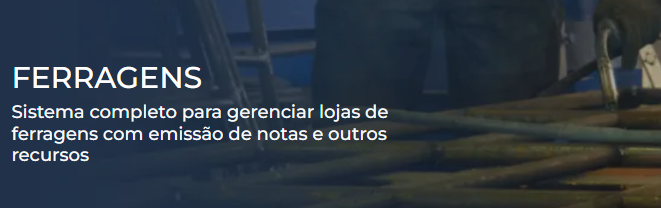 FERRAGENS
Sistema completo para gerenciar lojas de
ferragens com emissão de notas e outros
recursos